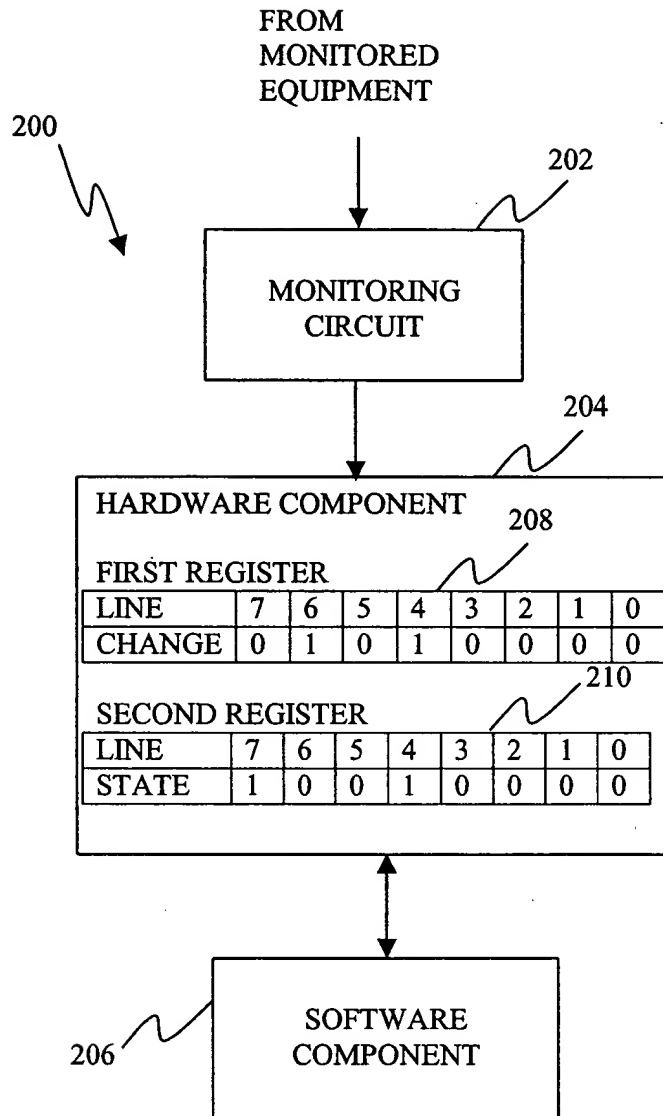 FROM
MONITORED
EQUIPMENT
200
202
MONITORING
CIRCUIT
204
HARDWARE COMPONENT
208
FIRST REGISTER
LINE 7 6 5 4 3 2 1 0
CHANGE 0 1 0 1 0 0 0 0
210
SECOND REGISTER
LINE 7 6 5 4 3 2 1 0
STATE 1 0 0 1 0 0 0 0
206
SOFTWARE
COMPONENT